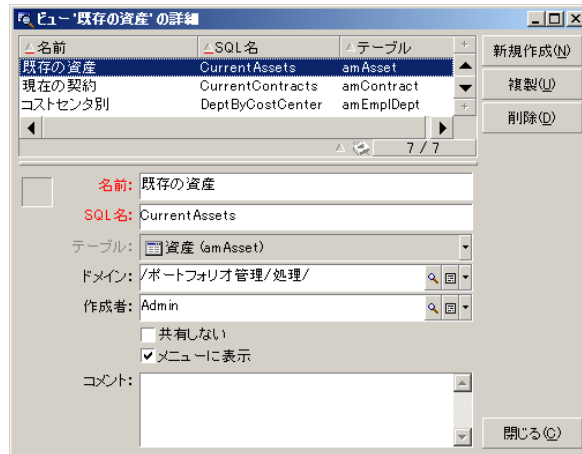 ビュー '既存の資産' の詳細
名前 SQL名 テーブル
既存の資産 CurrentAssets amAsset
現在の契約 CurrentContracts amContract
コストセンタ別 DeptByCostCenter amEmplDept
7 / 7
新規作成(N)
複製(U)
削除(D)
名前: 既存の資産
SQL名: CurrentAssets
テーブル: 資産 (amAsset)
ドメイン: /ポートフォリオ管理/処理/
作成者: Admin
共有しない
メニューに表示
コメント:
閉じる(C)